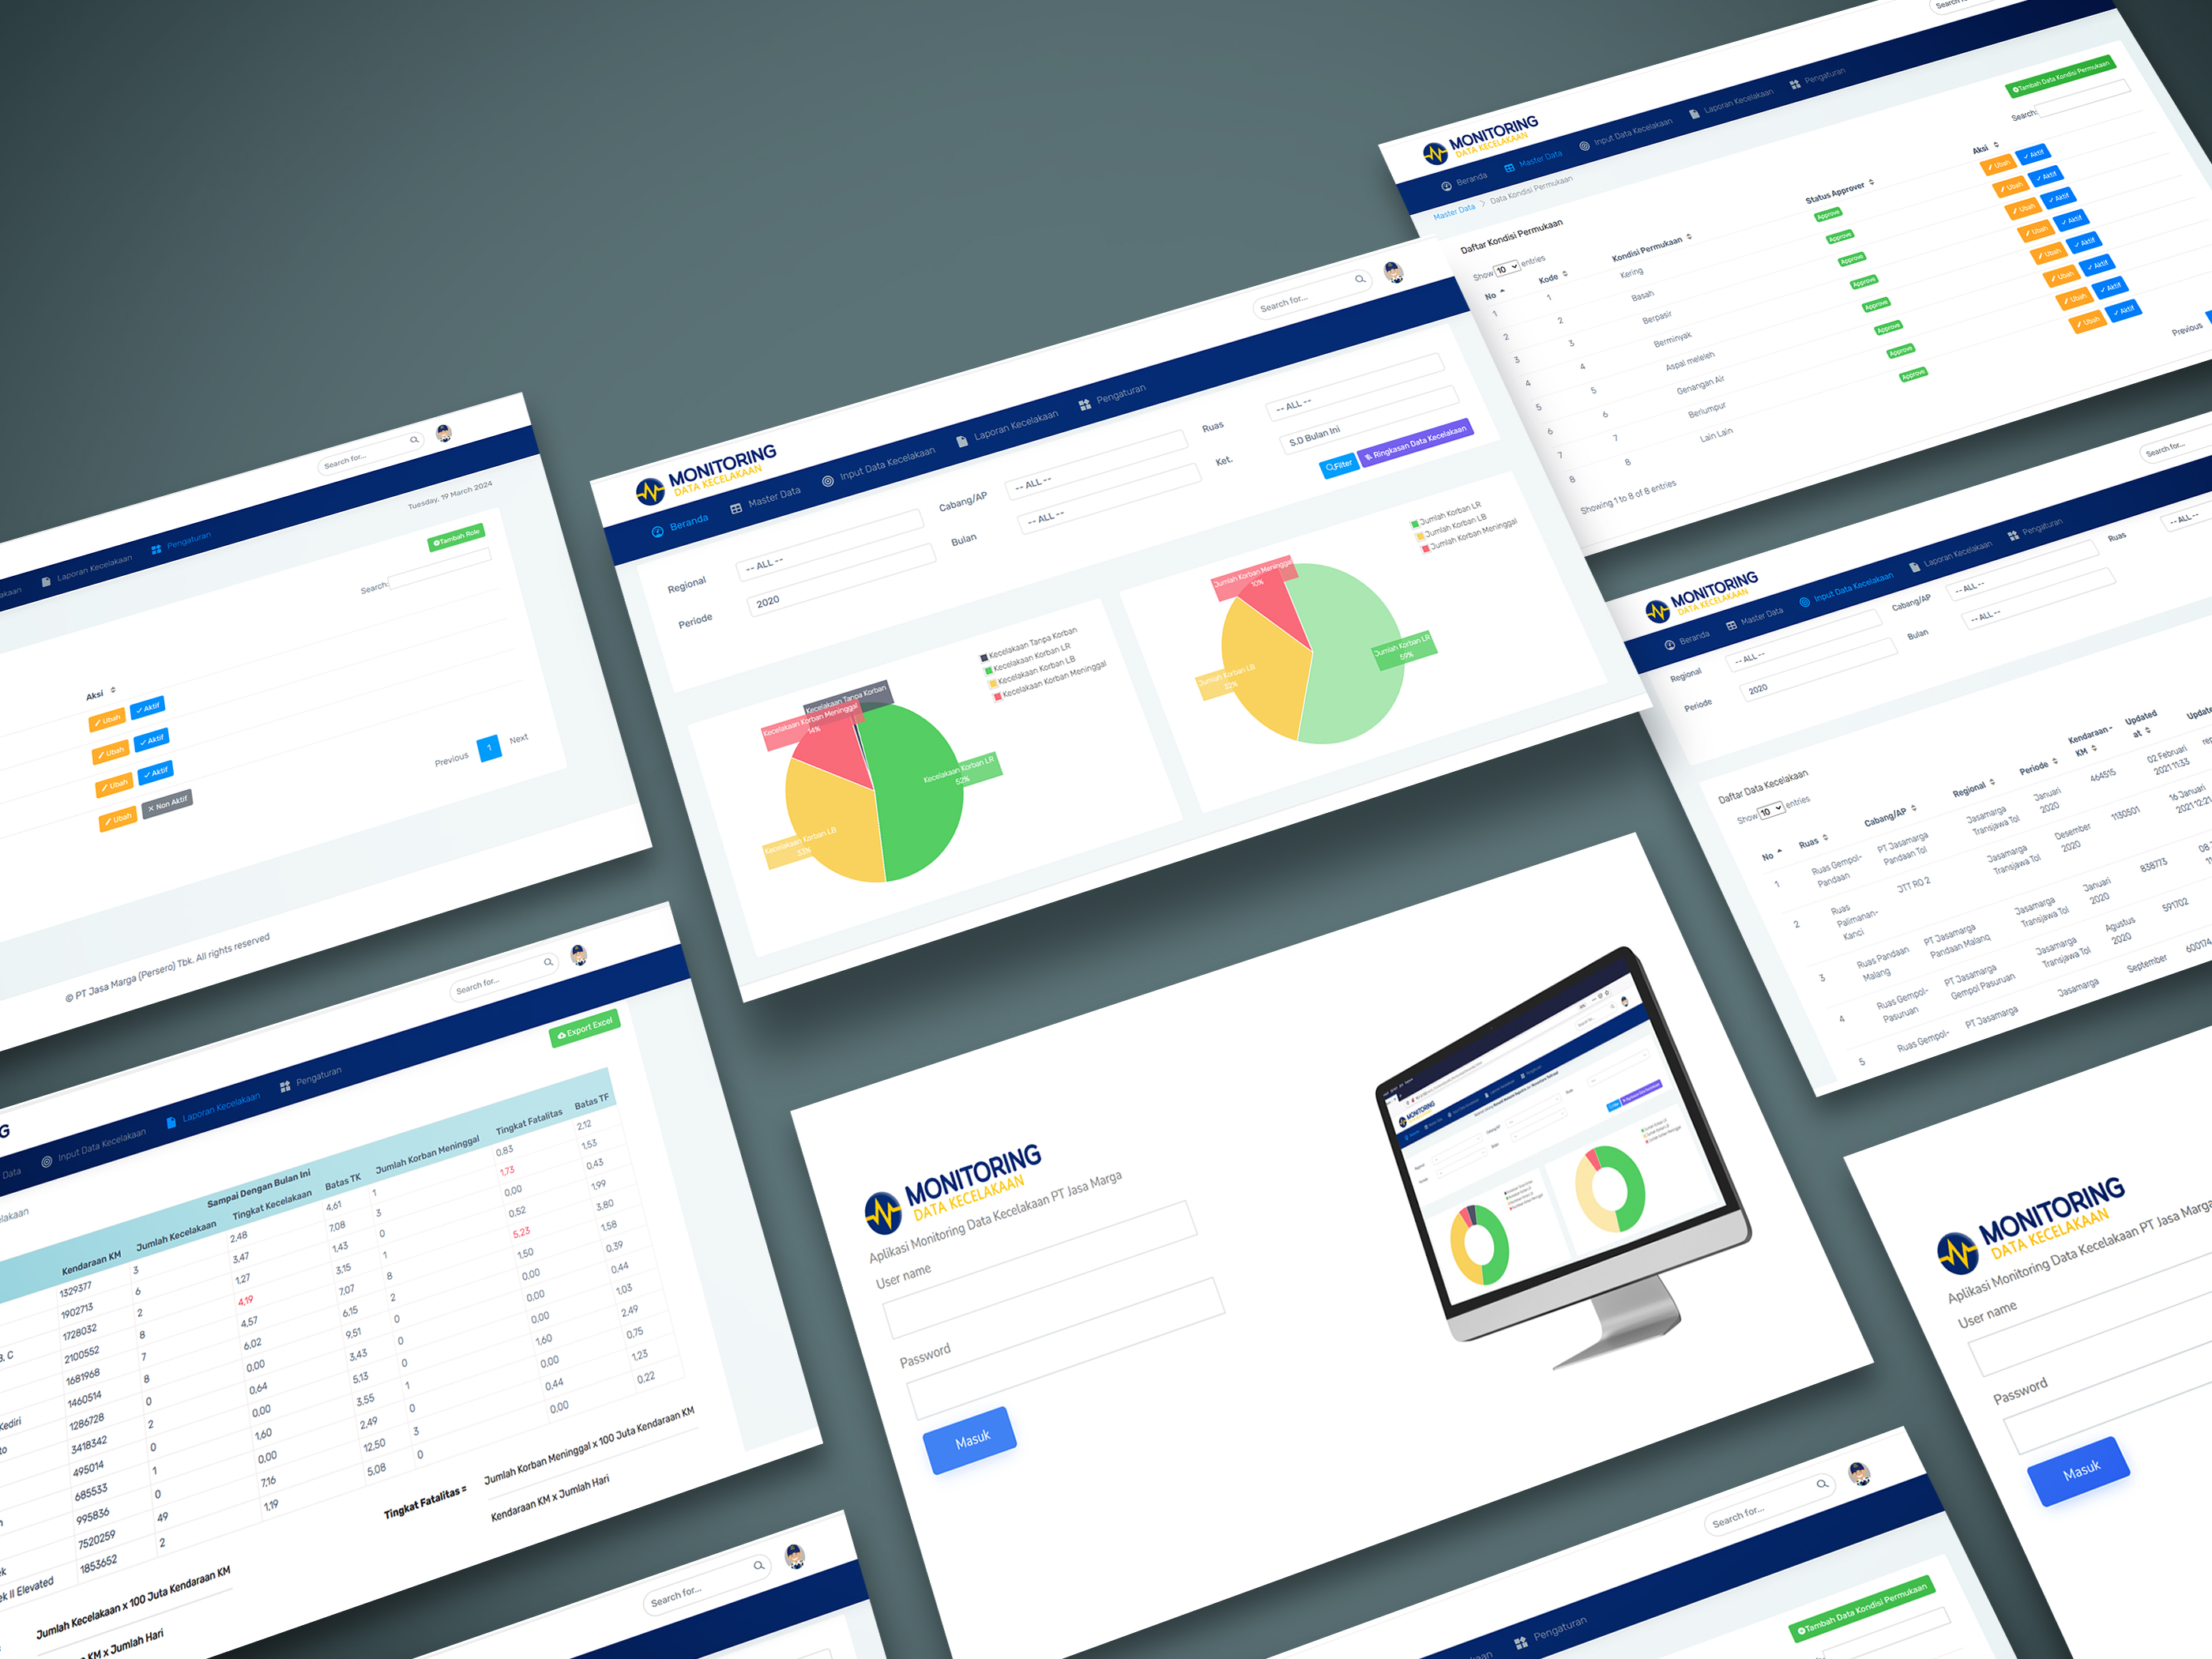 Search for...
Tuesday, 19 March 2024
Laporan Kecelakaan
Pengaturan
Tambah Role
Search:
Aksi
Ubah Aktif
Ubah Aktif
Ubah Aktif
Ubah Non Aktif
Previous 1 Next
© PT Jasa Marga (Persero) Tbk. All rights reserved
Search for...
MONITORING
DATA KECELAKAAN
Beranda Master Data Input Data Kecelakaan Laporan Kecelakaan Pengaturan
Regional -- ALL -- Cabang/AP -- ALL -- Ruas -- ALL --
Periode 2020 Bulan -- ALL -- Ket. S.D Bulan Ini
Filter Ringkasan Data Kecelakaan
Kecelakaan Tanpa Korban
Kecelakaan Korban LR
Kecelakaan Korban LB
Kecelakaan Korban Meninggal
Kecelakaan Tanpa Korban
Kecelakaan Korban Meninggal
14%
Kecelakaan Korban LR
52%
Kecelakaan Korban LB
33%
Jumlah Korban LR
Jumlah Korban LB
Jumlah Korban Meninggal
Jumlah Korban Meninggal
10%
Jumlah Korban LR
59%
Jumlah Korban LB
32%
MONITORING
DATA KECELAKAAN
Beranda Master Data Input Data Kecelakaan Laporan Kecelakaan Pengaturan
Master Data > Data Kondisi Permukaan
Tambah Data Kondisi Permukaan
Daftar Kondisi Permukaan
Show 10 entries
Search:
No Kode Kondisi Permukaan Status Approver Aksi
1 1 Kering Approve Ubah Aktif
2 2 Basah Approve Ubah Aktif
3 3 Berpasir Approve Ubah Aktif
4 4 Berminyak Approve Ubah Aktif
5 5 Aspal meleleh Approve Ubah Aktif
6 6 Genangan Air Approve Ubah Aktif
7 7 Berlumpur Approve Ubah Aktif
8 8 Lain Lain Approve Ubah Aktif
Showing 1 to 8 of 8 entries
Previous
Search for...
MONITORING
DATA KECELAKAAN
Beranda Master Data Input Data Kecelakaan Laporan Kecelakaan Pengaturan
Regional -- ALL -- Cabang/AP -- ALL -- Ruas -- ALL --
Periode 2020 Bulan -- ALL --
Daftar Data Kecelakaan
Show 10 entries
No Ruas Cabang/AP Regional Periode Kendaraan - KM Updated at
1 Ruas Gempol-Pandaan PT Jasamarga Pandaan Tol Jasamarga Transjawa Tol Januari 2020 464515 02 Februari 2021 11:33
2 Ruas Palimanan-Kanci JTT RO 2 Jasamarga Transjawa Tol Desember 2020 1130501 16 Januari 2021 12:21
3 Ruas Pandaan Malang PT Jasamarga Pandaan Malang Jasamarga Transjawa Tol Januari 2020 838773 08
4 Ruas Gempol-Pasuruan PT Jasamarga Gempol Pasuruan Jasamarga Transjawa Tol Agustus 2020 591702
5 Ruas Gempol- PT Jasamarga Jasamarga September 600174
Search for...
Data Input Data Kecelakaan Laporan Kecelakaan Pengaturan
Export Excel
Sampai Dengan Bulan Ini
Kendaraan KM Jumlah Kecelakaan Tingkat Kecelakaan Batas TK Jumlah Korban Meninggal Tingkat Fatalitas Batas TF
1329377 3 2,48 4,61 1 0,83 2,12
1902713 6 3,47 7,08 3 1,73 1,53
1728032 2 1,27 1,43 0 0,00 0,43
B, C 2100552 8 4,19 3,15 1 0,52 1,99
1681968 7 4,57 7,07 8 5,23 3,80
1460514 8 6,02 6,15 2 1,50 1,58
Kediri 1286728 0 0,00 9,51 0 0,00 0,39
to 3418342 2 0,64 3,43 0 0,00 0,44
495014 0 0,00 5,13 0 0,00 1,03
685533 1 1,60 3,55 1 1,60 2,49
995836 0 0,00 2,49 0 0,00 0,75
ek 7520259 49 7,16 12,50 3 0,44 1,23
ek II Elevated 1853652 2 1,19 5,08 0 0,00 0,22
Tingkat Fatalitas = Jumlah Korban Meninggal x 100 Juta Kendaraan KM
Kendaraan KM x Jumlah Hari
Jumlah Kecelakaan x 100 Juta Kendaraan KM
KM x Jumlah Hari
MONITORING
DATA KECELAKAAN
Aplikasi Monitoring Data Kecelakaan PT Jasa Marga
User name
Password
Masuk
MONITORING
MONITORING
DATA KECELAKAAN
Aplikasi Monitoring Data Kecelakaan PT Jasa Marga
User name
Password
Masuk
Search for...
Search for...
Pengaturan
Tambah Data Kondisi Permukaan